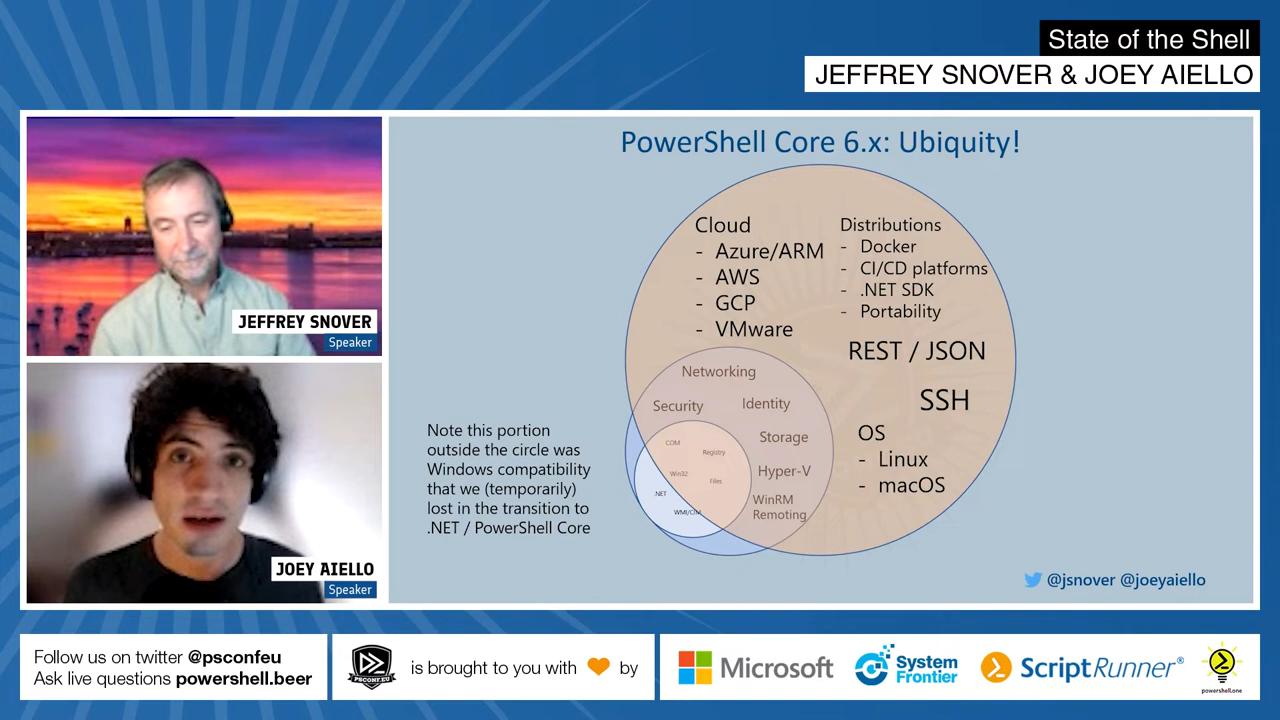 State of the Shell
JEFFREY SNOVER & JOEY AIELLO
JEFFREY SNOVER
Speaker
JOEY AIELLO
Speaker
PowerShell Core 6.x: Ubiquity!
Cloud
- Azure/ARM
- AWS
- GCP
- VMware
Distributions
- Docker
- CI/CD platforms
- .NET SDK
- Portability
REST / JSON
SSH
OS
- Linux
- macOS
Networking
Security
Identity
Storage
Hyper-V
WinRM
Remoting
COM
Registry
Win32
Files
.NET
WMI/CIM
Note this portion
outside the circle was
Windows compatibility
that we (temporarily)
lost in the transition to
.NET / PowerShell Core
@jsnover @joeyaiello
Follow us on twitter @psconfeu
Ask live questions powershell.beer
PSCONF.EU
is brought to you with
by
Microsoft
System
Frontier
ScriptRunner®
powershell.one